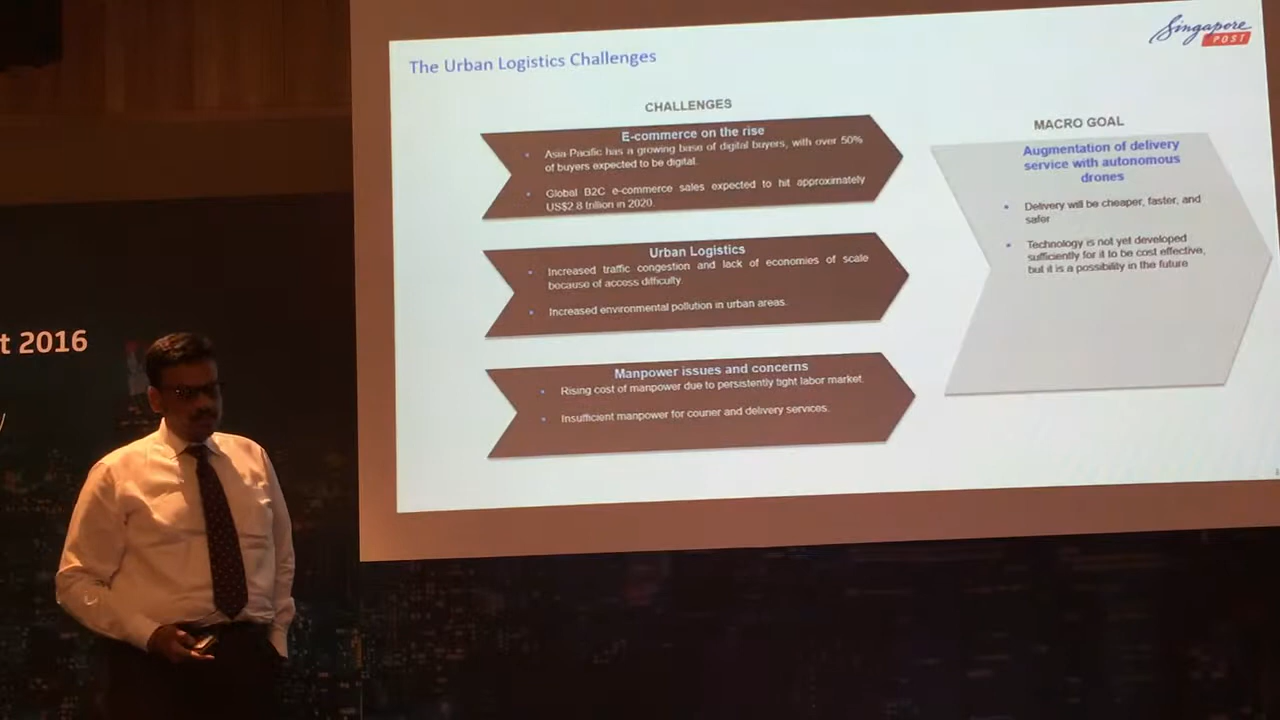 The Urban Logistics Challenges
Singapore
POST
CHALLENGES
E-commerce on the rise
Asia-Pacific has a growing base of digital buyers, with over 50%
of buyers expected to be digital.
Global B2C e-commerce sales expected to hit approximately
US$2.8 trillion in 2020.
Urban Logistics
Increased traffic congestion and lack of economies of scale
because of access difficulty.
Increased environmental pollution in urban areas.
Manpower issues and concerns
Rising cost of manpower due to persistently tight labor market.
Insufficient manpower for courier and delivery services.
MACRO GOAL
Augmentation of delivery
service with autonomous
drones
Delivery will be cheaper, faster, and
safer
Technology is not yet developed
sufficiently for it to be cost effective,
but it is a possibility in the future
t 2016